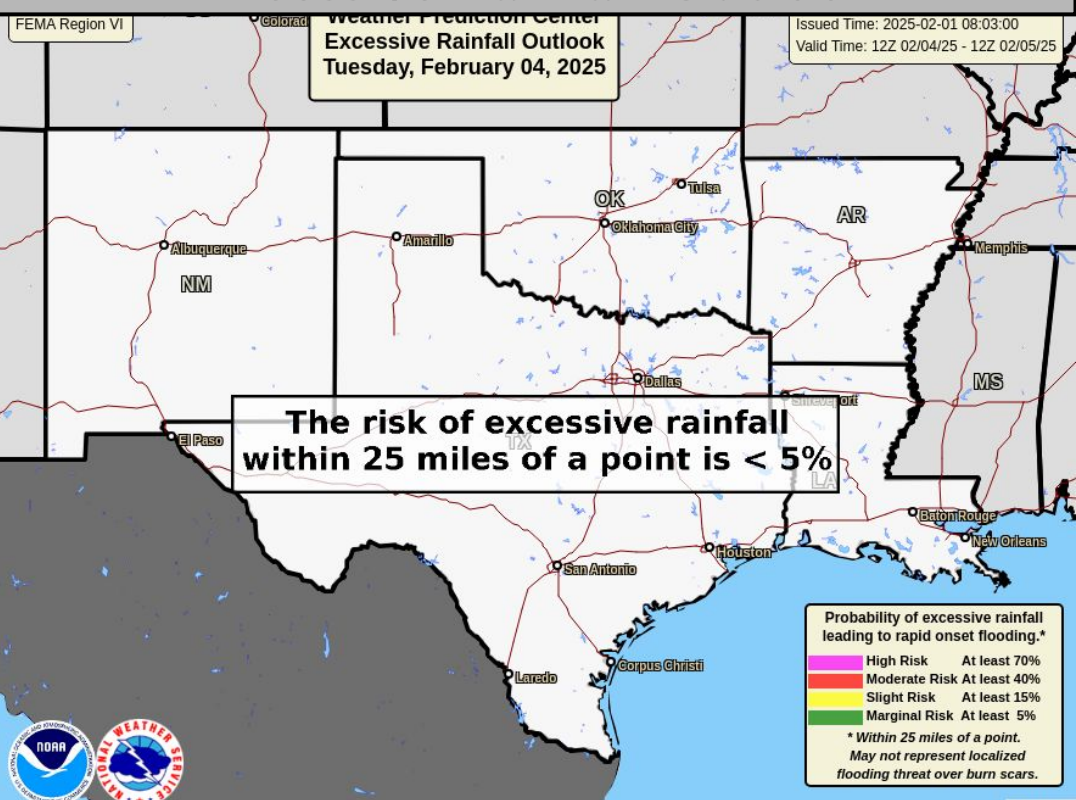 FEMA Region VI
Weather Prediction Center
Excessive Rainfall Outlook
Tuesday, February 04, 2025
Issued Time: 2025-02-01 08:03:00
Valid Time: 12Z 02/04/25 - 12Z 02/05/25
Tulsa
OK
Oklahoma City
AR
Amarillo
Albuquerque
Memphis
NM
Dallas
MS
Shreveport
The risk of excessive rainfall
TX
El Paso
within 25 miles of a point is < 5%
LA
Baton Rouge
New Orleans
Houston
San Antonio
Corpus Christi
Laredo
Probability of excessive rainfall
leading to rapid onset flooding.*
High Risk At least 70%
Moderate Risk At least 40%
Slight Risk At least 15%
Marginal Risk At least 5%
* Within 25 miles of a point.
May not represent localized
flooding threat over burn scars.
NOAA
NATIONAL WEATHER SERVICE